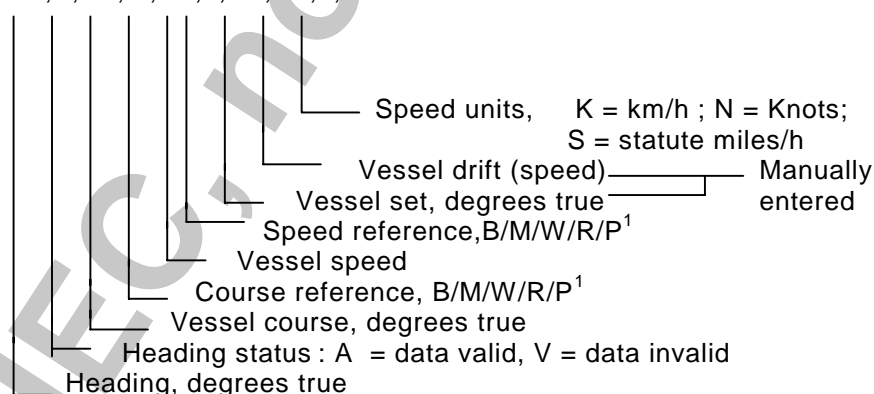 Speed units, K = km/h ; N = Knots;
S = statute miles/h
Vessel drift (speed) Manually
Vessel set, degrees true entered
Speed reference,B/M/W/R/P1
Vessel speed
Course reference, B/M/W/R/P1
Vessel course, degrees true
Heading status : A = data valid, V = data invalid
Heading, degrees true